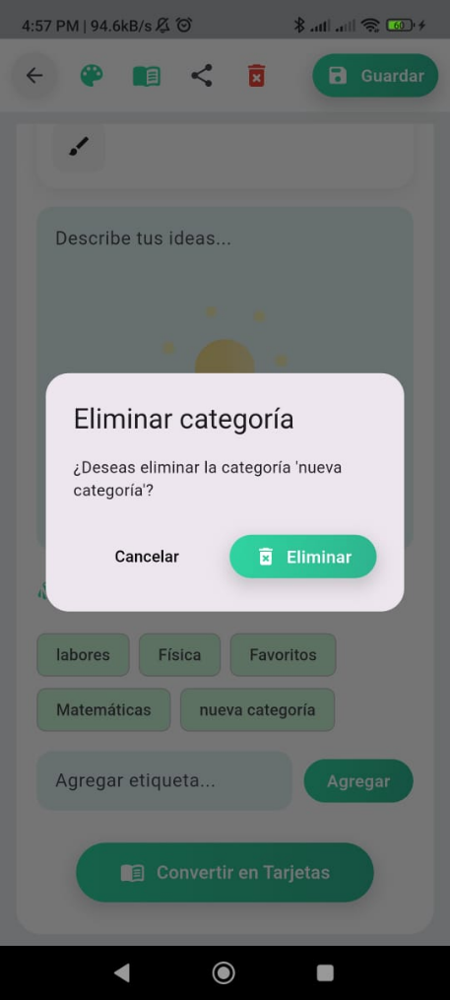 4:57 PM | 94.6kB/s
60
Guardar
Describe tus ideas...
Eliminar categoría
¿Deseas eliminar la categoría 'nueva
categoría'?
Cancelar
Eliminar
labores
Física
Favoritos
Matemáticas
nueva categoría
Agregar etiqueta...
Agregar
Convertir en Tarjetas